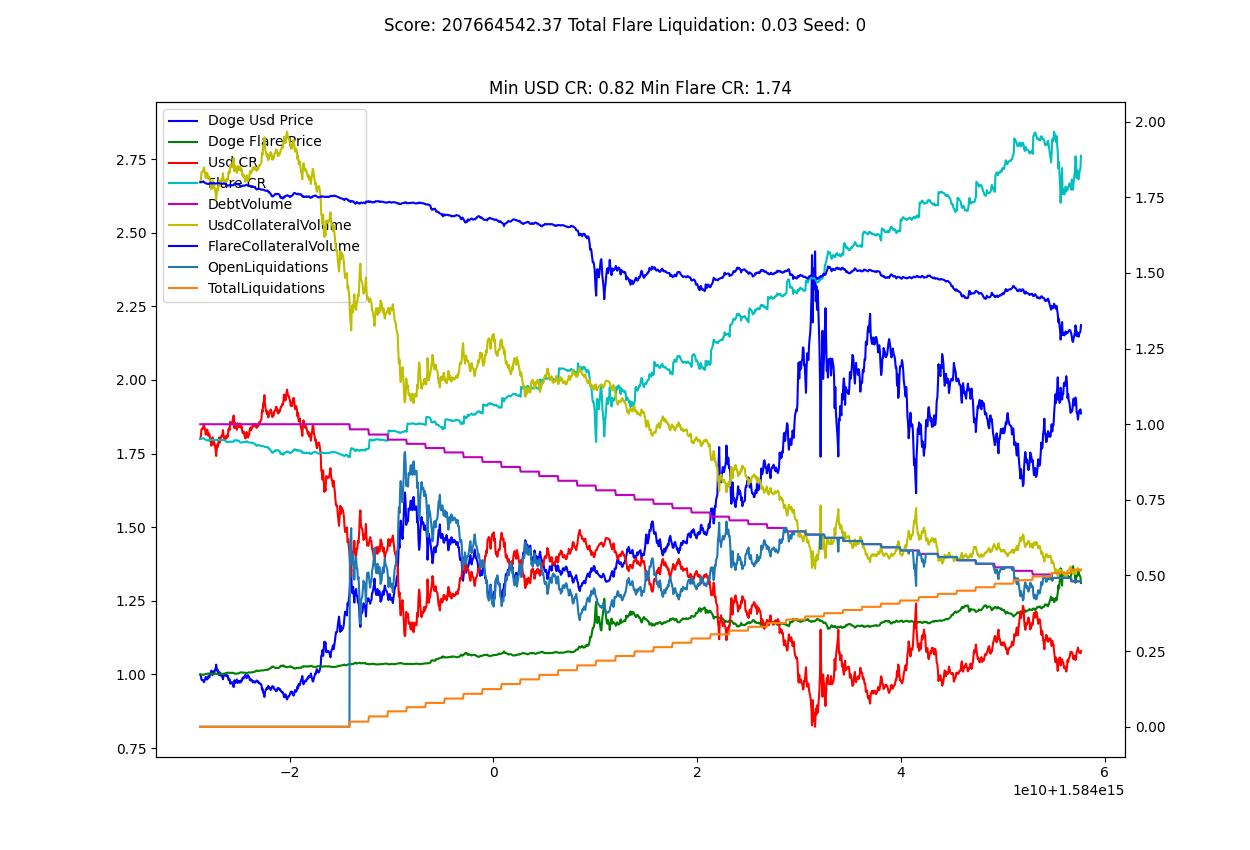 Score: 207664542.37 Total Flare Liquidation: 0.03 Seed: 0
Min USD CR: 0.82 Min Flare CR: 1.74
Doge Usd Price
Doge Flare Price
Usd CR
Flare CR
DebtVolume
UsdCollateralVolume
FlareCollateralVolume
OpenLiquidations
TotalLiquidations
2.75
2.50
2.25
2.00
1.75
1.50
1.25
1.00
0.75
2.00
1.75
1.50
1.25
1.00
0.75
0.50
0.25
0.00
−2
0
2
4
6
1e10+1.584e15